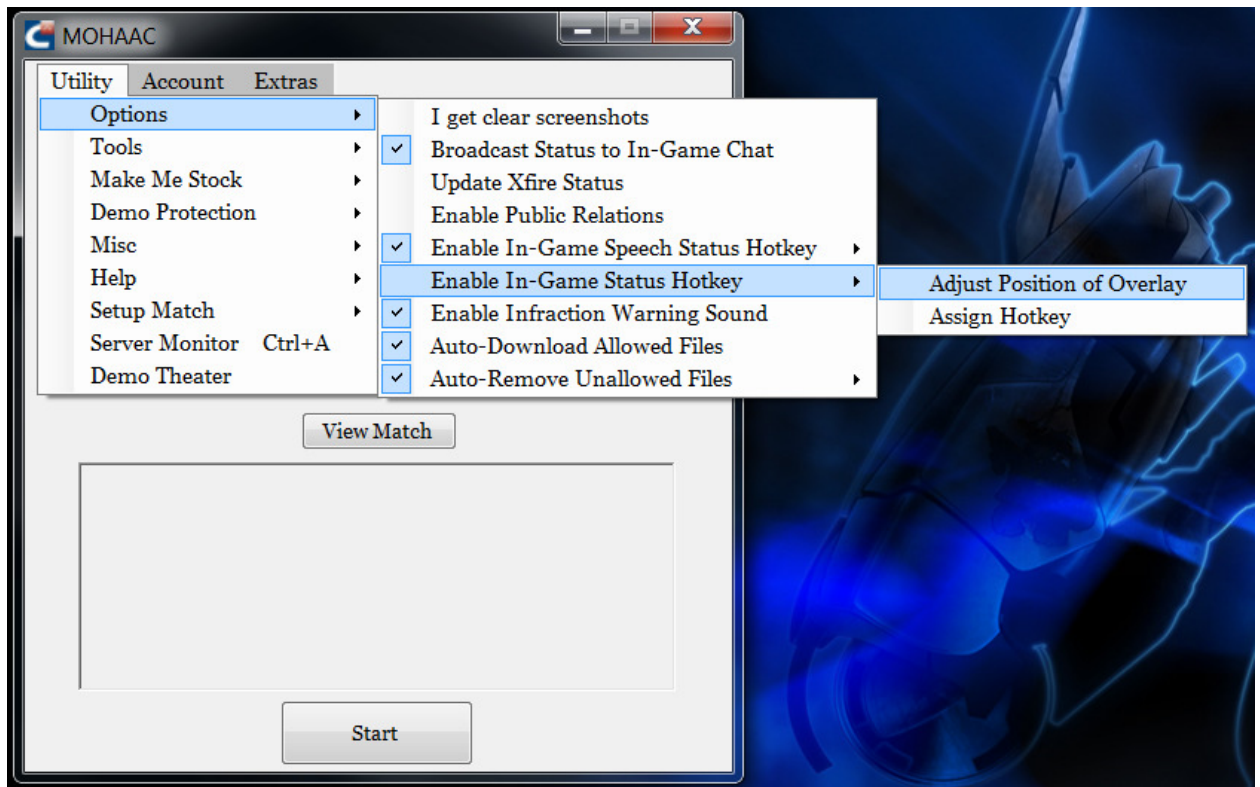 MOHAAC
Utility Account Extras
Options
Tools
Make Me Stock
Demo Protection
Misc
Help
Setup Match
Server Monitor Ctrl+A
Demo Theater
I get clear screenshots
Broadcast Status to In-Game Chat
Update Xfire Status
Enable Public Relations
Enable In-Game Speech Status Hotkey
Enable In-Game Status Hotkey
Enable Infraction Warning Sound
Auto-Download Allowed Files
Auto-Remove Unallowed Files
Adjust Position of Overlay
Assign Hotkey
View Match
Start